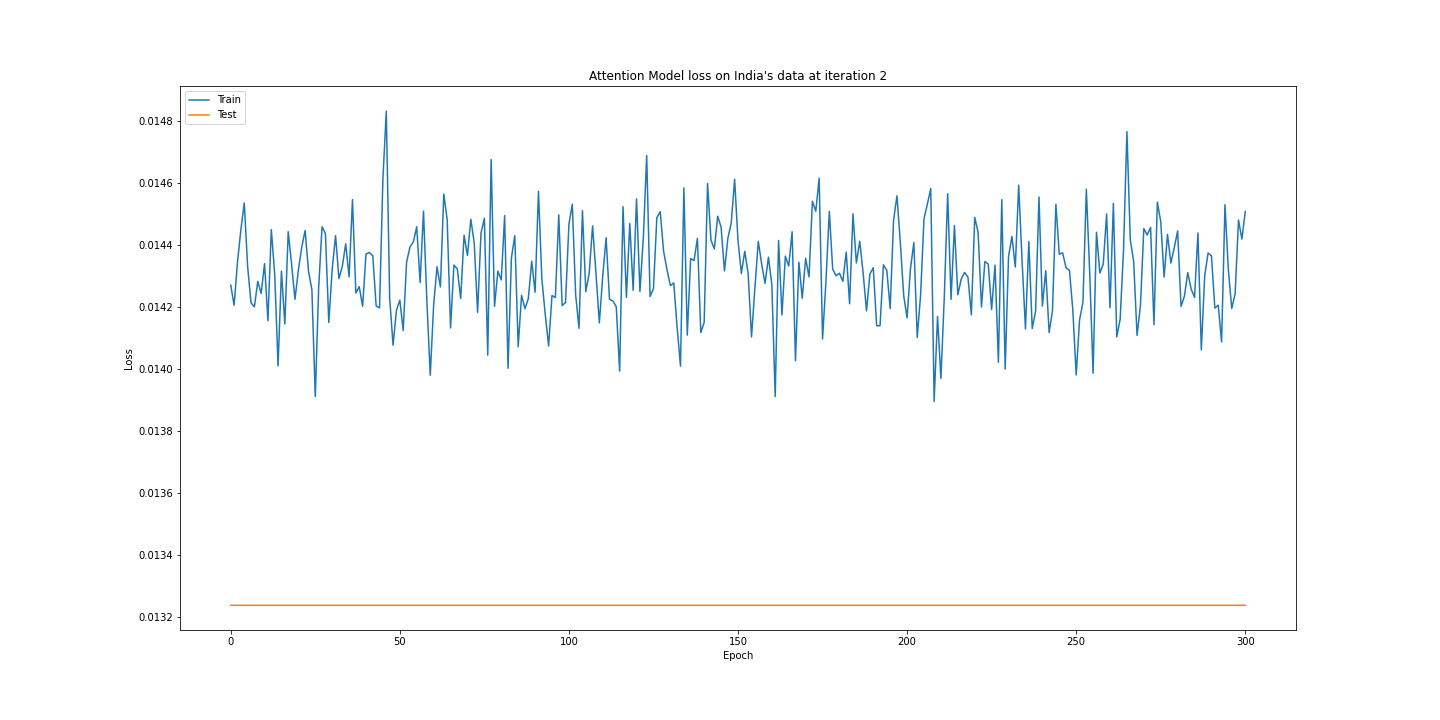 Attention Model loss on India's data at iteration 2
Train
Test
0.0148
0.0146
0.0144
0.0142
0.0140
0.0138
0.0136
0.0134
0.0132
Loss
0 50 100 150 200 250 300
Epoch